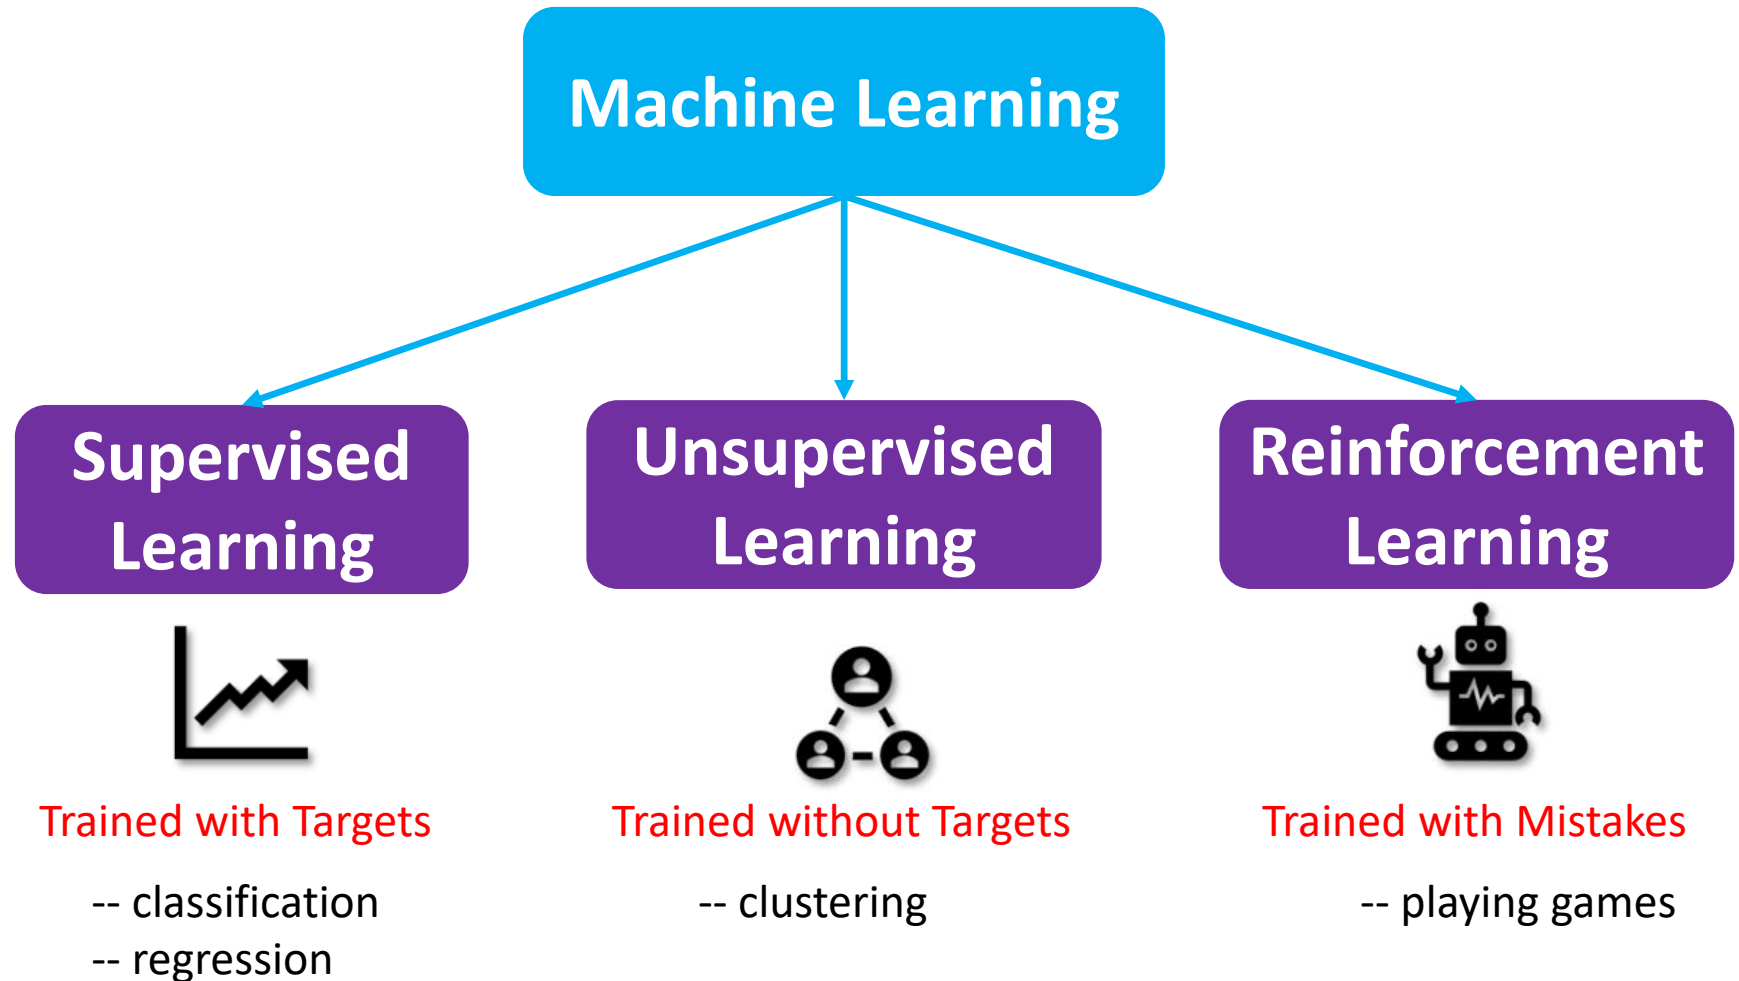 Machine Learning
Supervised
Learning
Unsupervised
Learning
Reinforcement
Learning
Trained with Targets
-- classification
-- regression
Trained without Targets
-- clustering
Trained with Mistakes
-- playing games